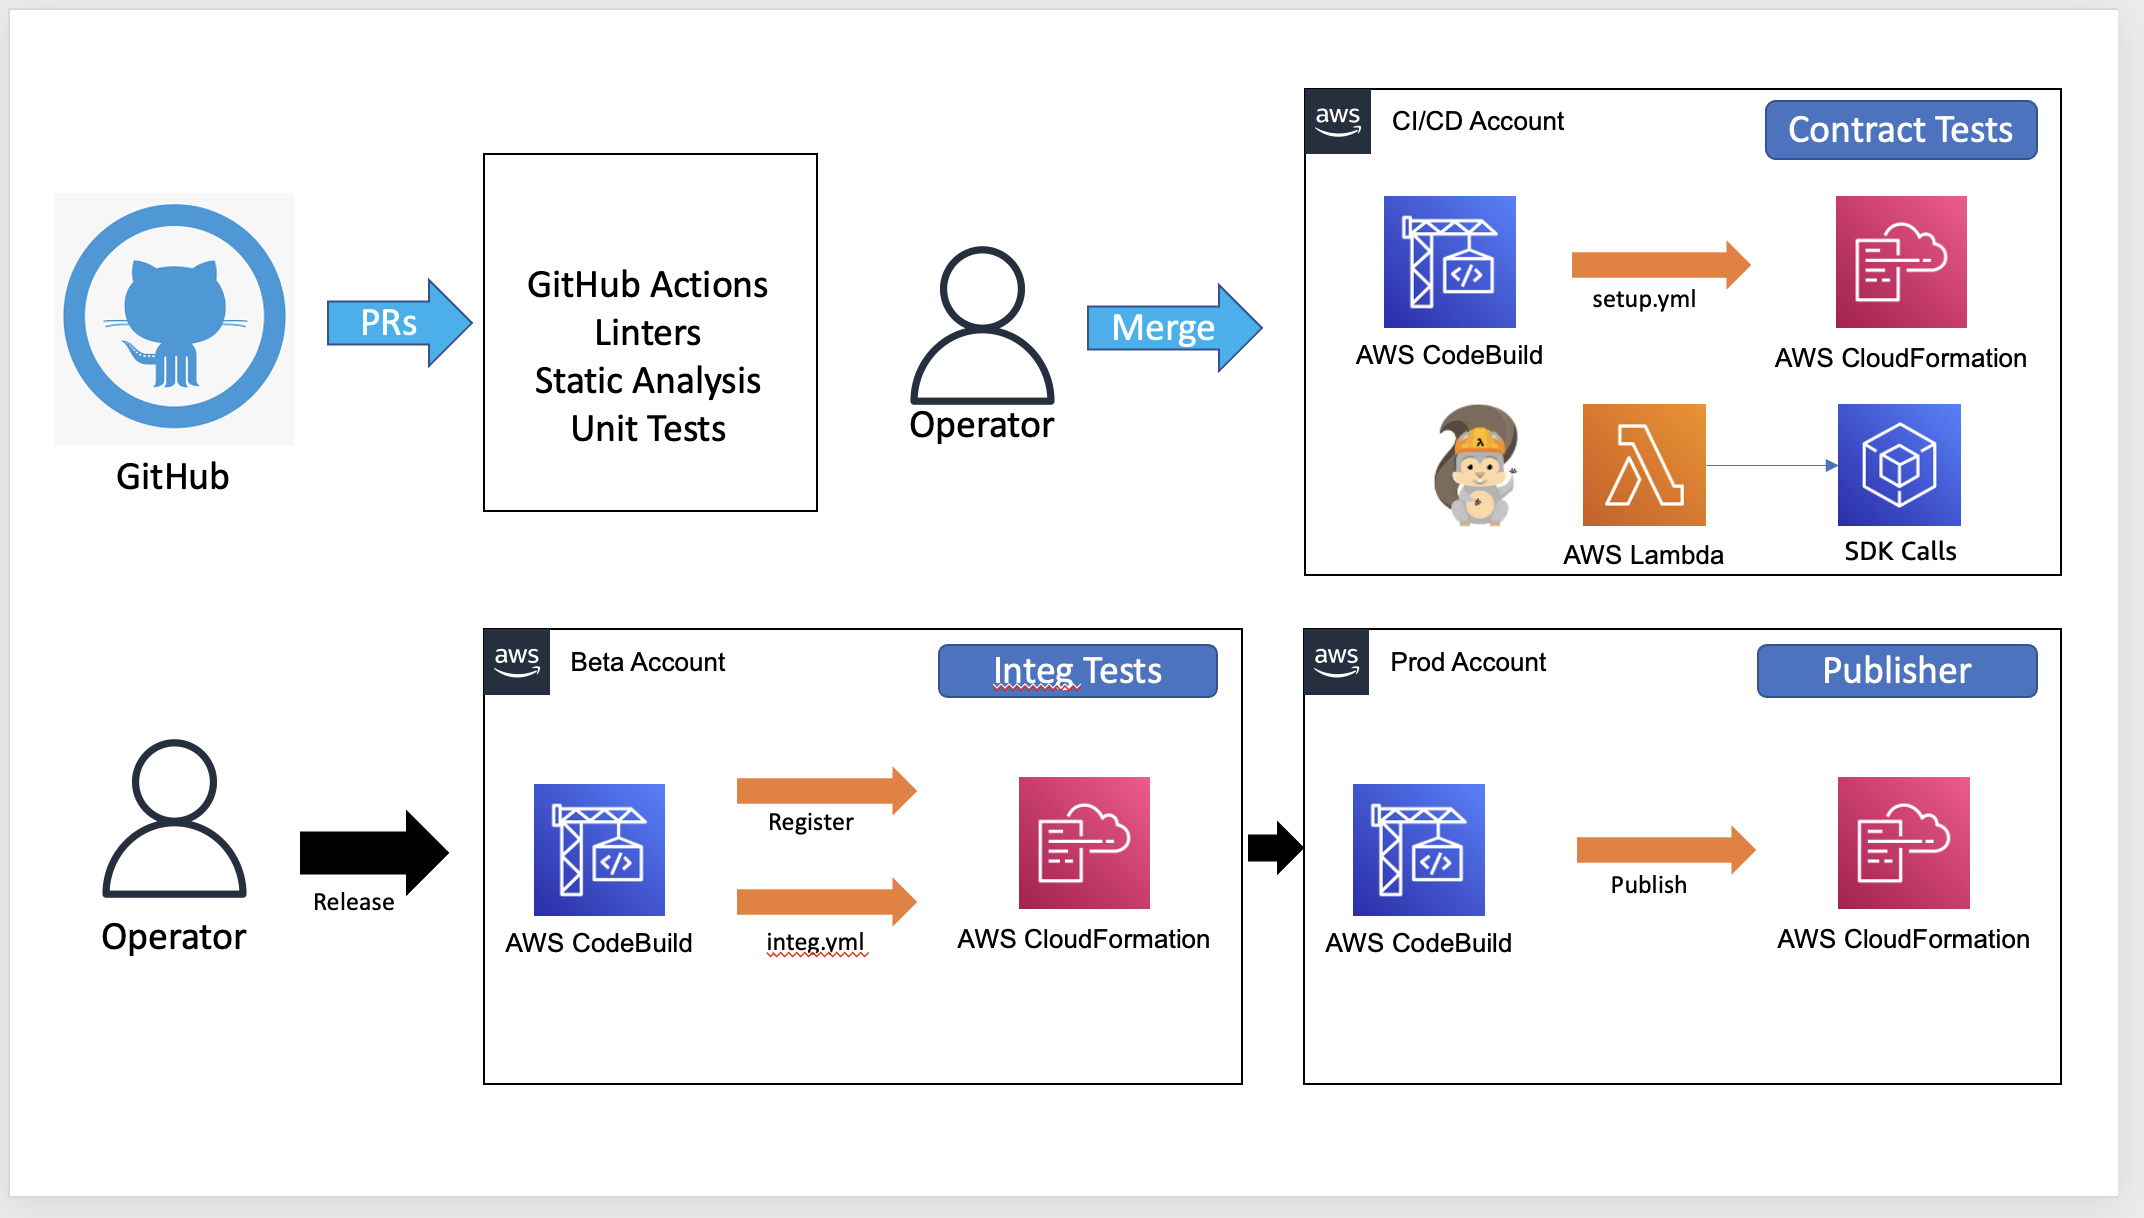 GitHub
PRs
GitHub Actions
Linters
Static Analysis
Unit Tests
Operator
Merge
aws
CI/CD Account
Contract Tests
AWS CodeBuild
setup.yml
AWS CloudFormation
λ
AWS Lambda
SDK Calls
Operator
Release
aws
Beta Account
Integ Tests
AWS CodeBuild
Register
integ.yml
AWS CloudFormation
aws
Prod Account
Publisher
AWS CodeBuild
Publish
AWS CloudFormation